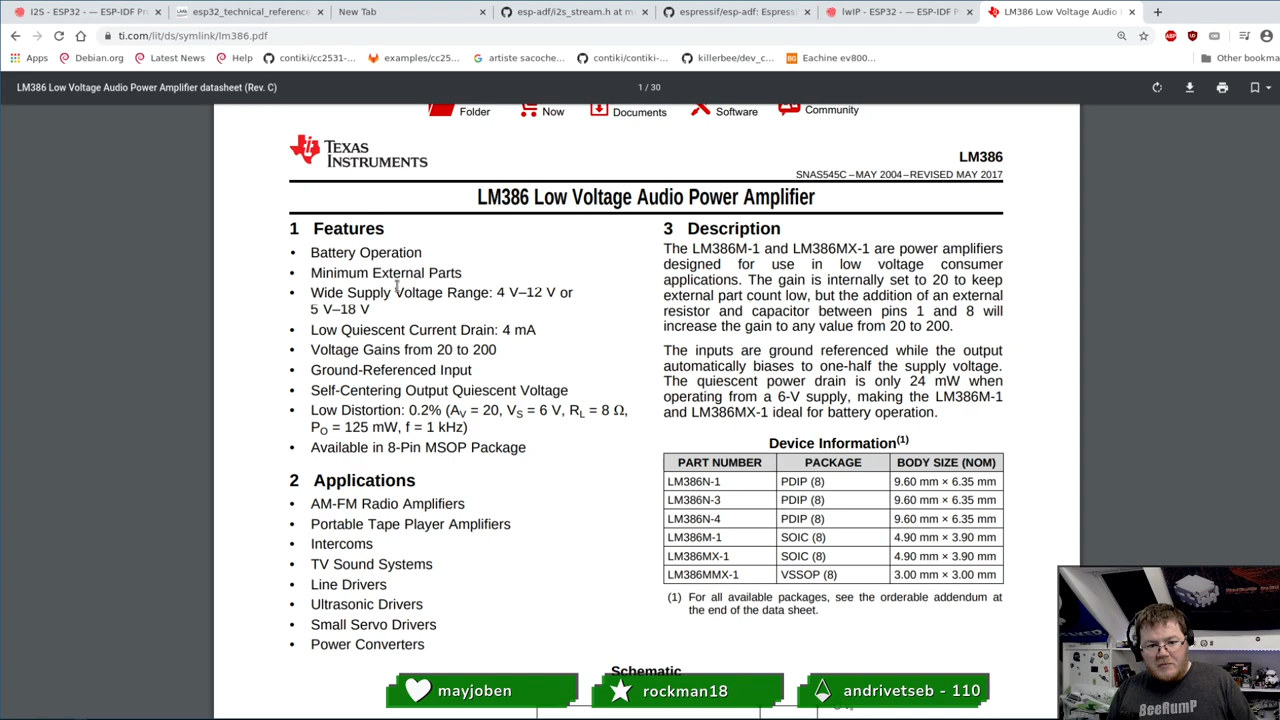 I2S - ESP32 - — ESP-IDF Pro
esp32_technical_reference
New Tab
esp-adf/i2s_stream.h at m
espressif/esp-adf: Espress
lwIP - ESP32 - — ESP-IDF P
LM386 Low Voltage Audio
ti.com/lit/ds/symlink/lm386.pdf
Apps
Debian.org
Latest News
Help
contiki/cc2531-...
examples/cc25...
artiste sacoche...
contiki/contiki-...
killerbee/dev_c...
Eachine ev800...
Other bookma
LM386 Low Voltage Audio Power Amplifier datasheet (Rev. C)
1 / 30
Folder
Now
Documents
Software
Community
TEXAS
INSTRUMENTS
LM386
SNAS545C – MAY 2004 – REVISED MAY 2017
LM386 Low Voltage Audio Power Amplifier
1 Features
• Battery Operation
• Minimum External Parts
• Wide Supply Voltage Range: 4 V–12 V or
5 V–18 V
• Low Quiescent Current Drain: 4 mA
• Voltage Gains from 20 to 200
• Ground-Referenced Input
• Self-Centering Output Quiescent Voltage
• Low Distortion: 0.2% (AV = 20, VS = 6 V, RL = 8 Ω,
PO = 125 mW, f = 1 kHz)
• Available in 8-Pin MSOP Package
2 Applications
• AM-FM Radio Amplifiers
• Portable Tape Player Amplifiers
• Intercoms
• TV Sound Systems
• Line Drivers
• Ultrasonic Drivers
• Small Servo Drivers
• Power Converters
3 Description
The LM386M-1 and LM386MX-1 are power amplifiers
designed for use in low voltage consumer
applications. The gain is internally set to 20 to keep
external part count low, but the addition of an external
resistor and capacitor between pins 1 and 8 will
increase the gain to any value from 20 to 200.
The inputs are ground referenced while the output
automatically biases to one-half the supply voltage.
The quiescent power drain is only 24 mW when
operating from a 6-V supply, making the LM386M-1
and LM386MX-1 ideal for battery operation.
Device Information(1)
PART NUMBER PACKAGE BODY SIZE (NOM)
LM386N-1 PDIP (8) 9.60 mm × 6.35 mm
LM386N-3 PDIP (8) 9.60 mm × 6.35 mm
LM386N-4 PDIP (8) 9.60 mm × 6.35 mm
LM386M-1 SOIC (8) 4.90 mm × 3.90 mm
LM386MX-1 SOIC (8) 4.90 mm × 3.90 mm
LM386MMX-1 VSSOP (8) 3.00 mm × 3.00 mm
(1) For all available packages, see the orderable addendum at
the end of the data sheet.
Schematic
mayjoben
rockman18
andrivetseb - 110
BeeRumP